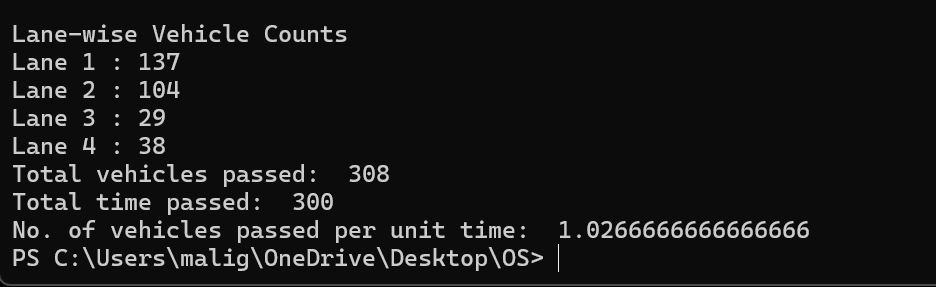 Lane-wise Vehicle Counts
Lane 1 : 137
Lane 2 : 104
Lane 3 : 29
Lane 4 : 38
Total vehicles passed:  308
Total time passed:  300
No. of vehicles passed per unit time:  1.0266666666666666
PS C:\Users\malig\OneDrive\Desktop\OS>